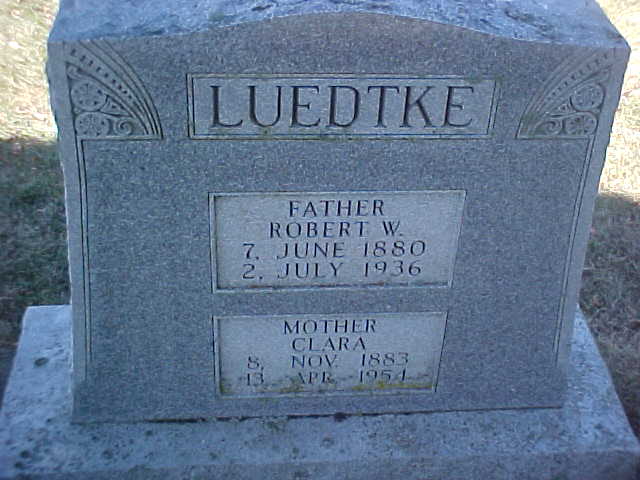 LUEDTKE
FATHER
ROBERT W.
7, JUNE 1880
2, JULY 1936
MOTHER
CLARA
8, NOV. 1883
13 APR. 1954